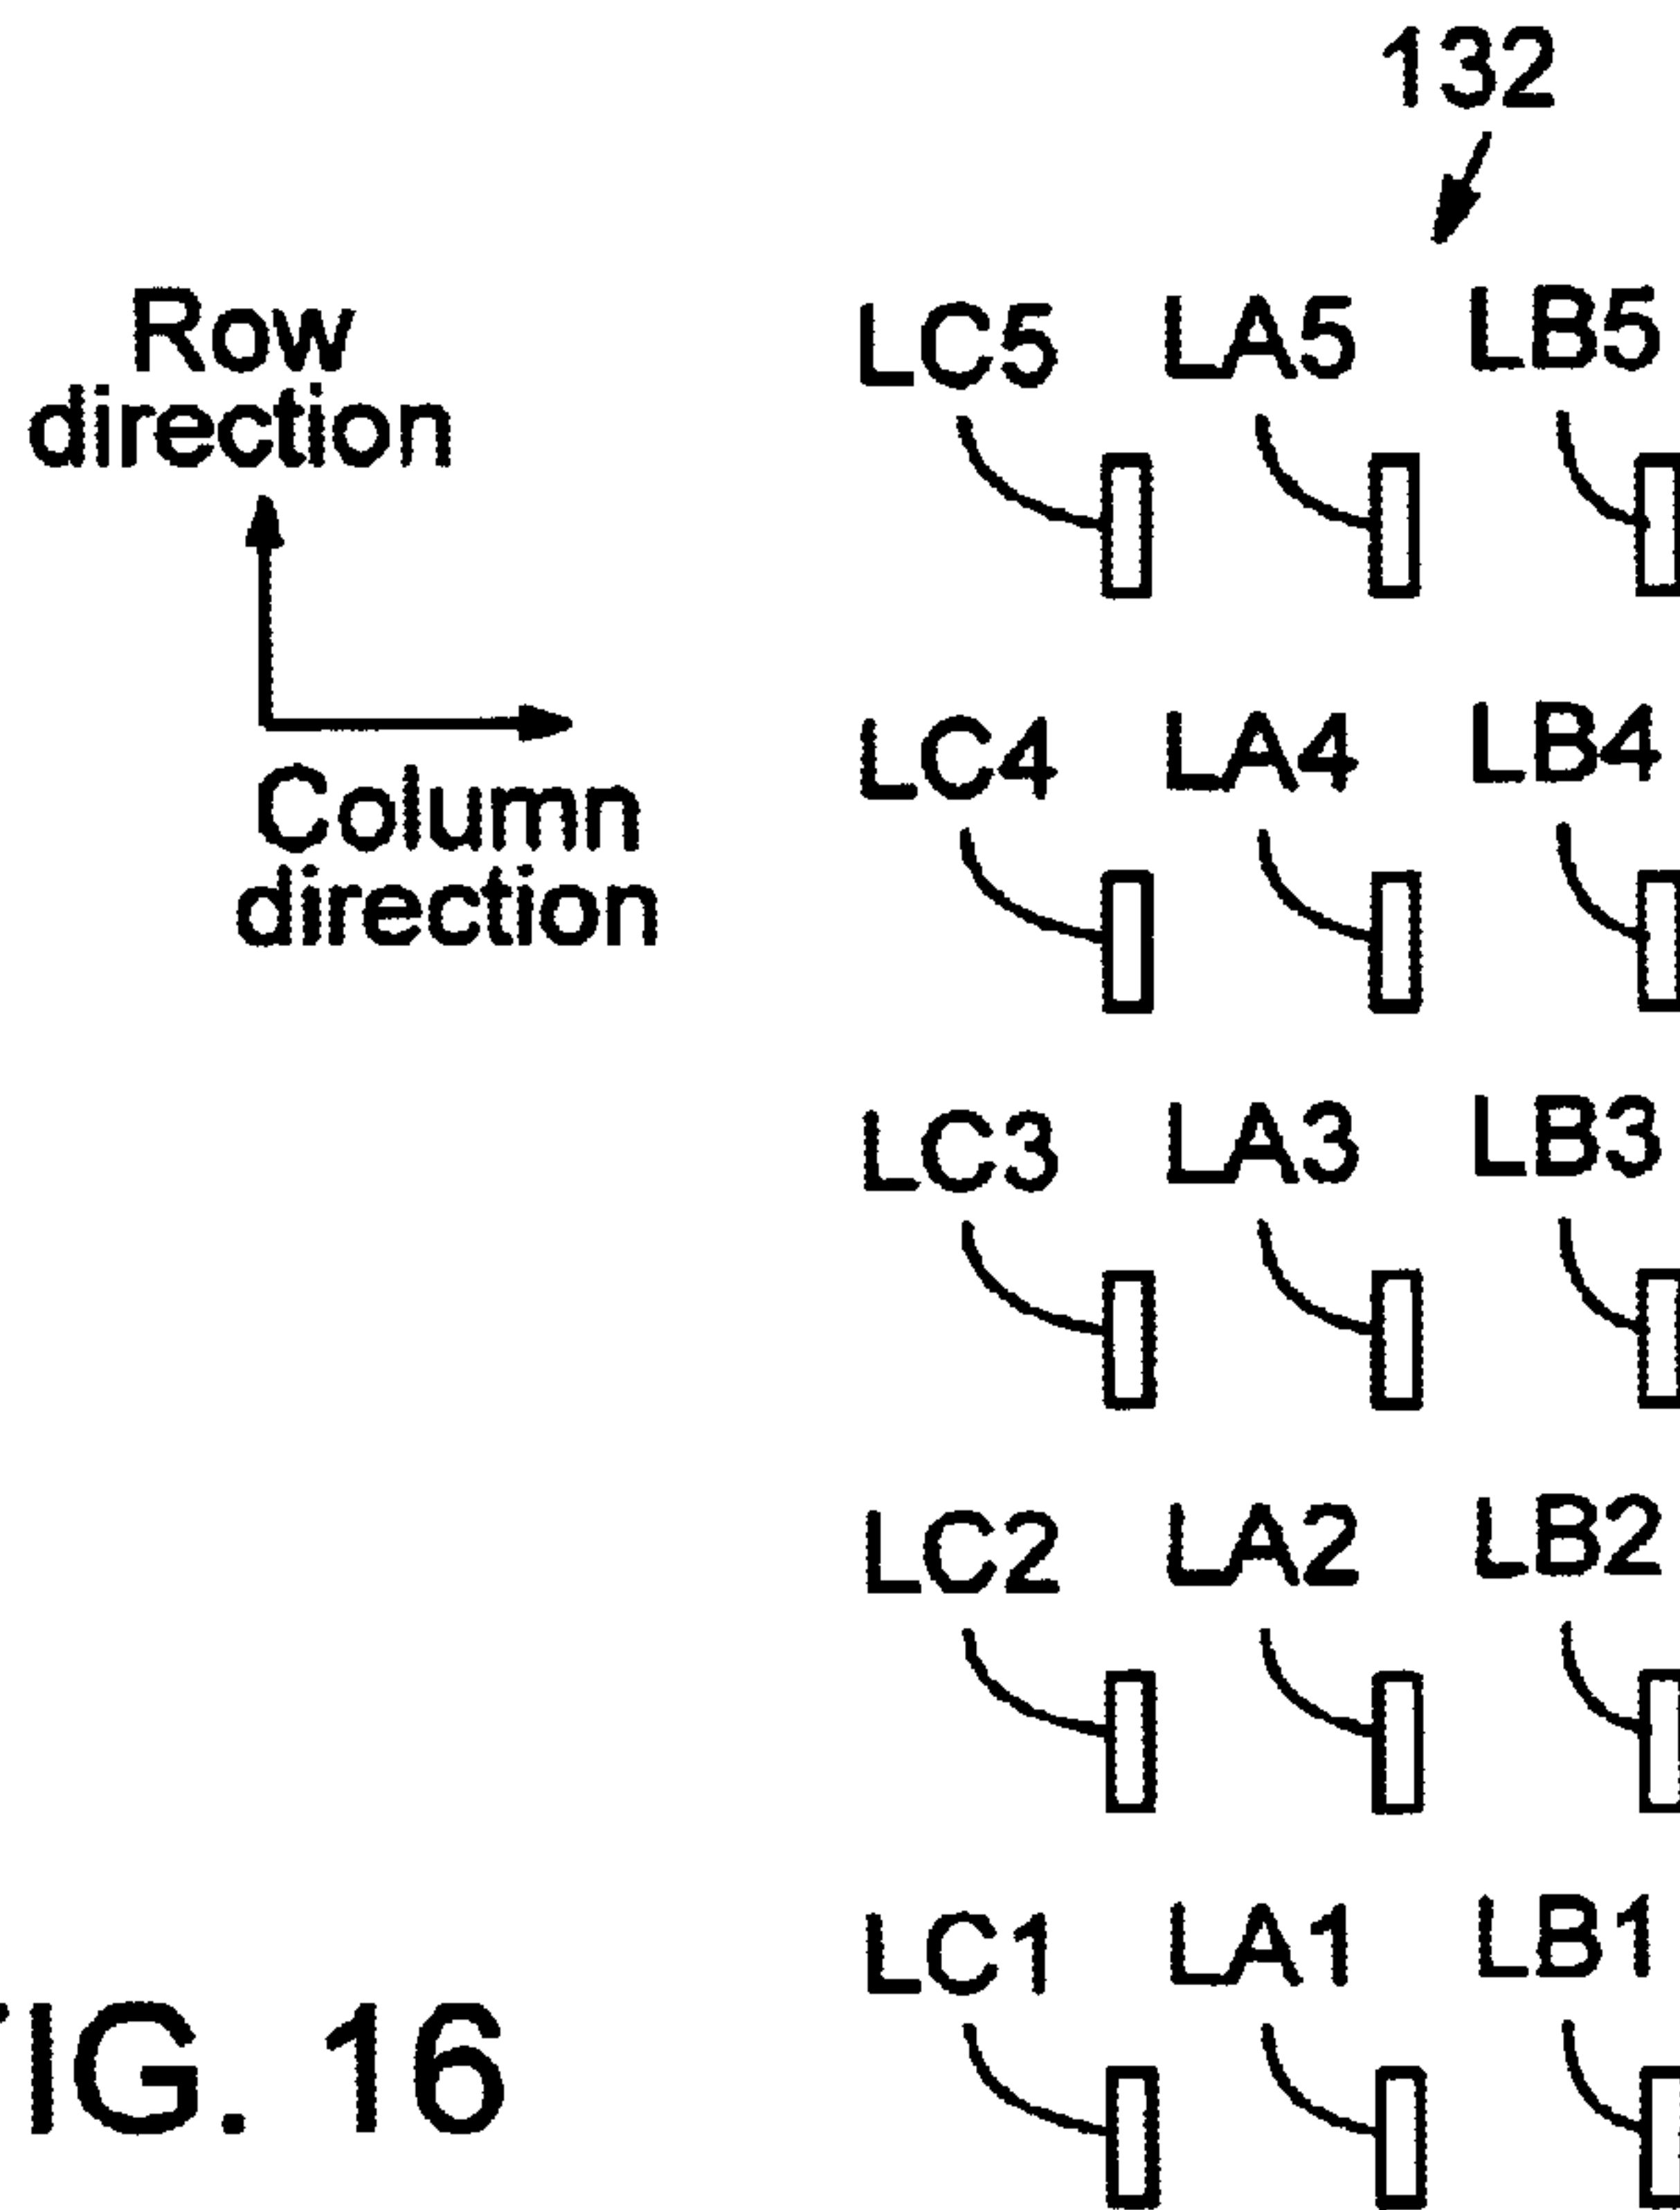 132
Row
direction
LC5 LA5 LB5
Column
direction
LC4 LA4 LB4
LC3 LA3 LB3
LC2 LA2 LB2
LC1 LA1 LB1
IG. 16